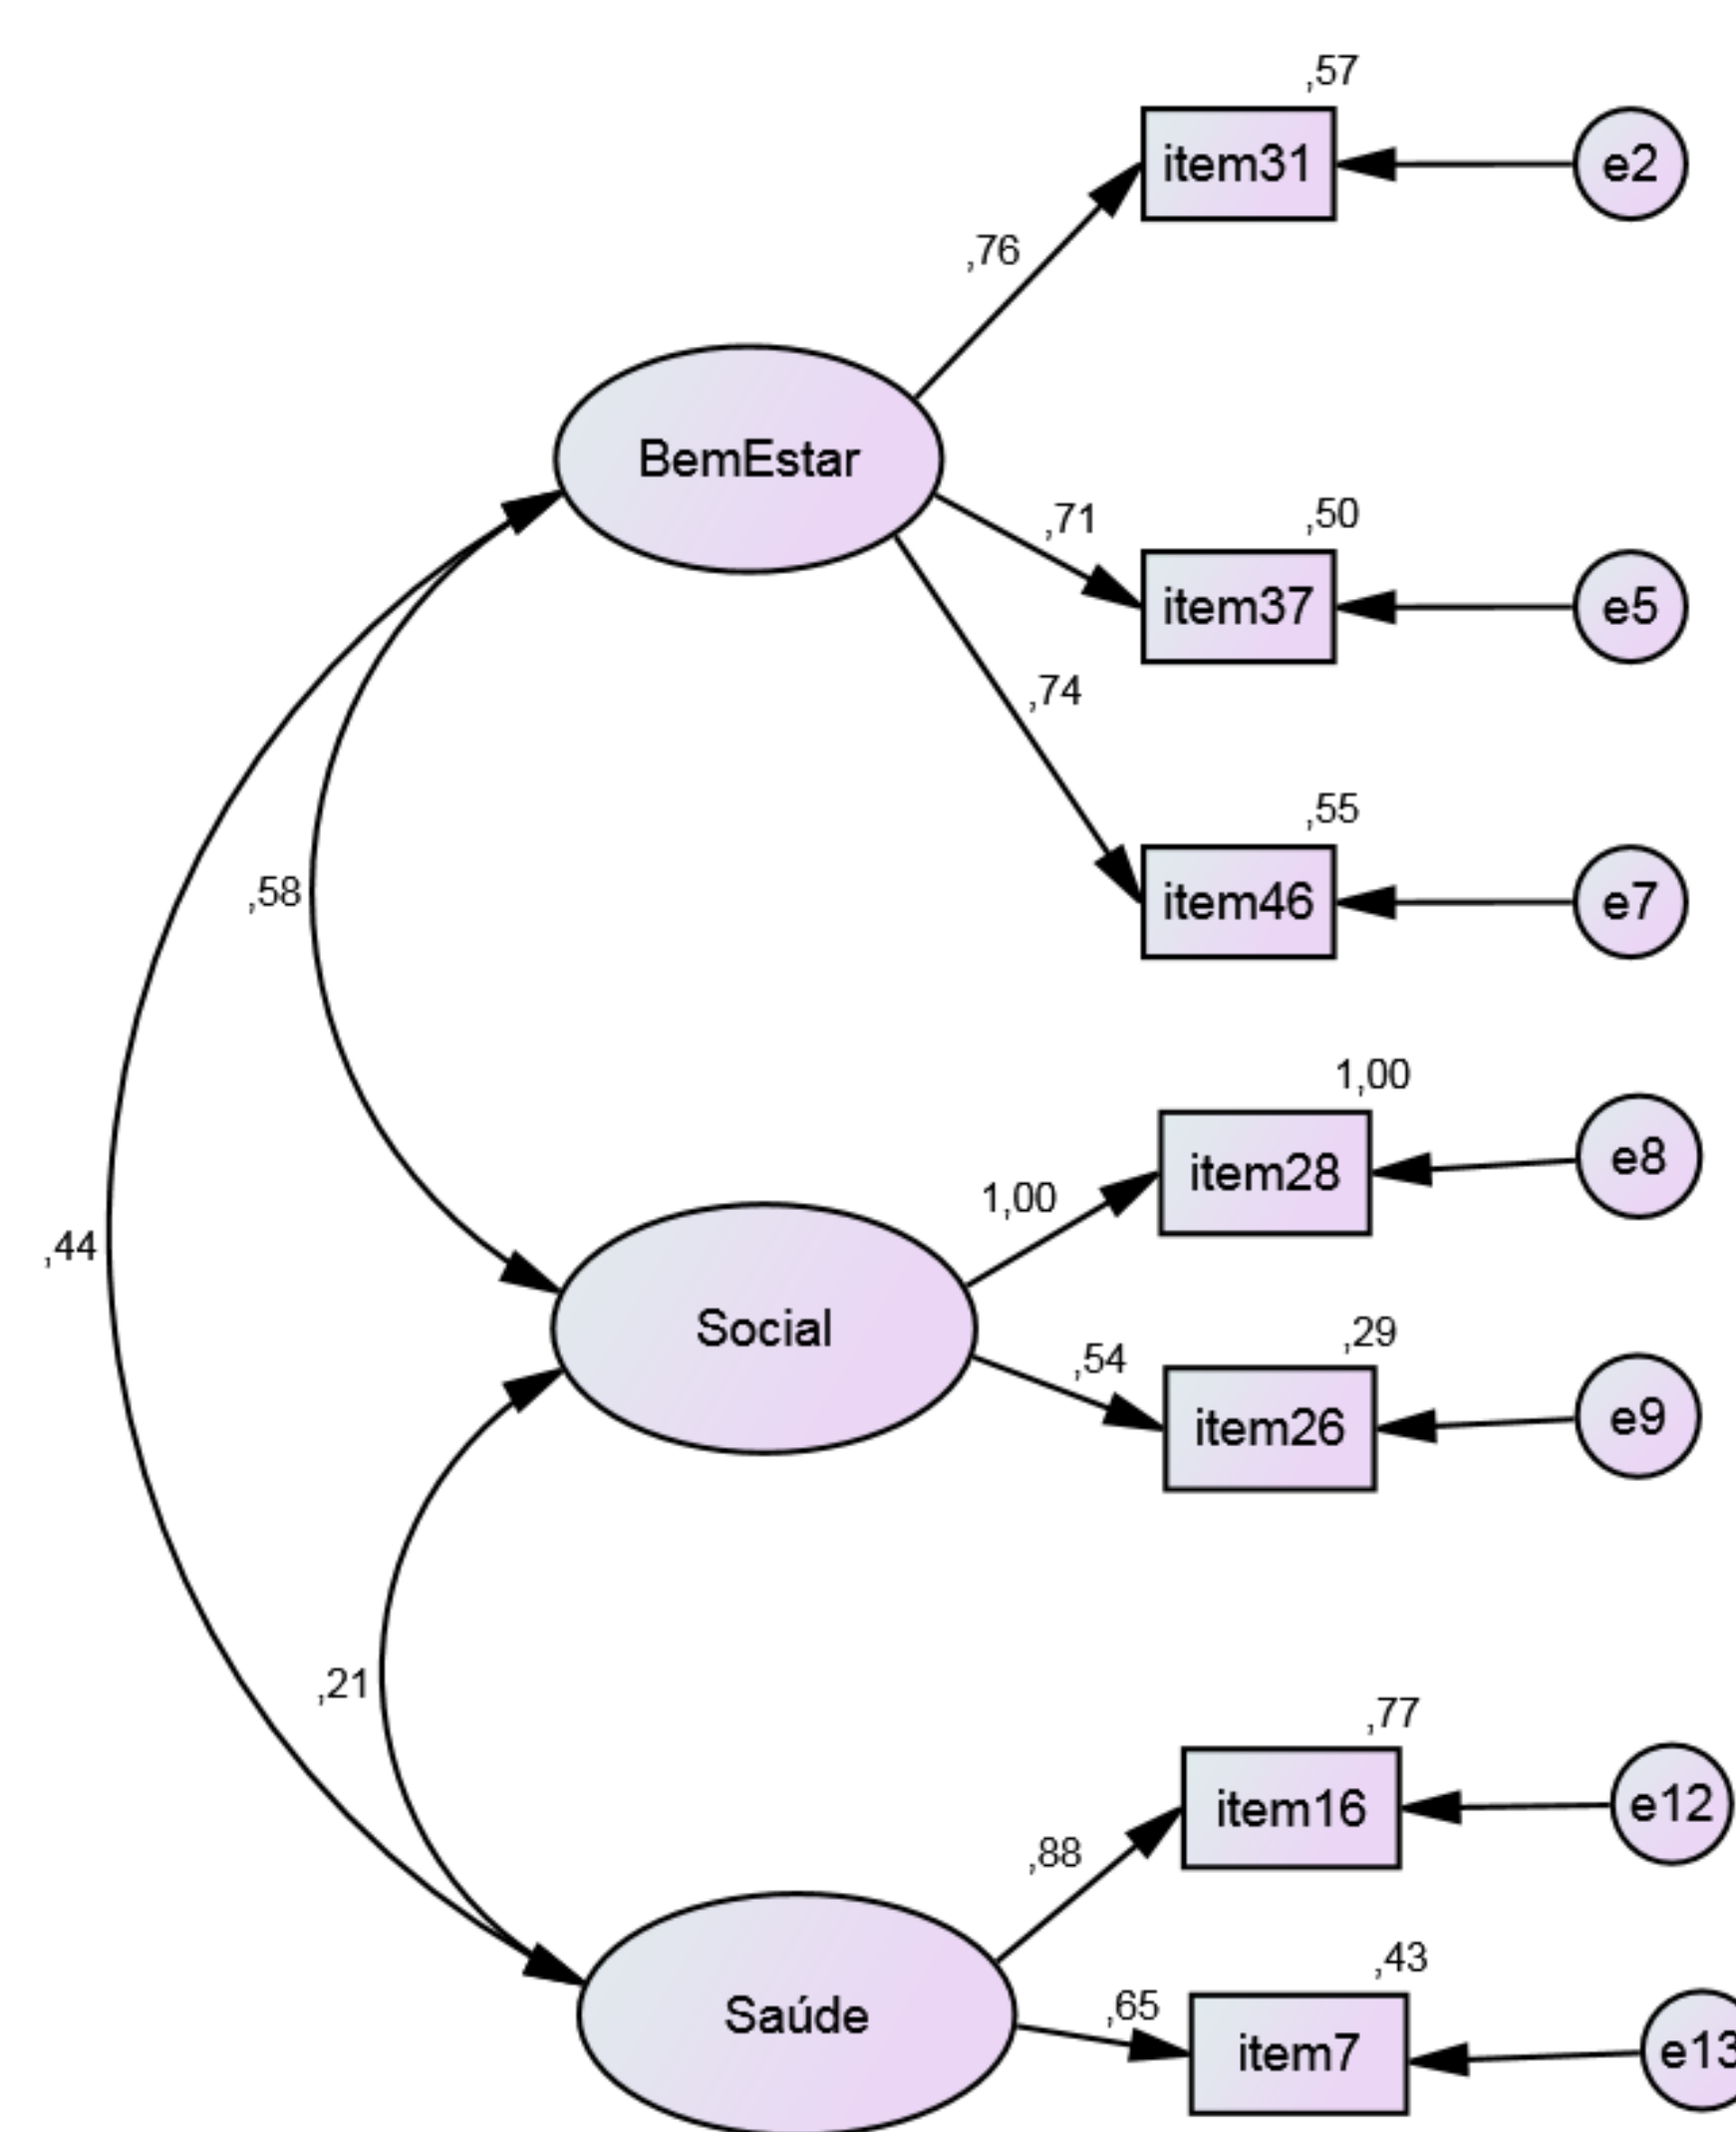 ,57
item31
e2
,76
BemEstar
,71
,50
item37
e5
,74
,55
item46
e7
,58
1,00
item28
e8
1,00
,44
Social
,54
,29
item26
e9
,21
,77
item16
e12
,88
,43
Saúde
,65
item7
e13